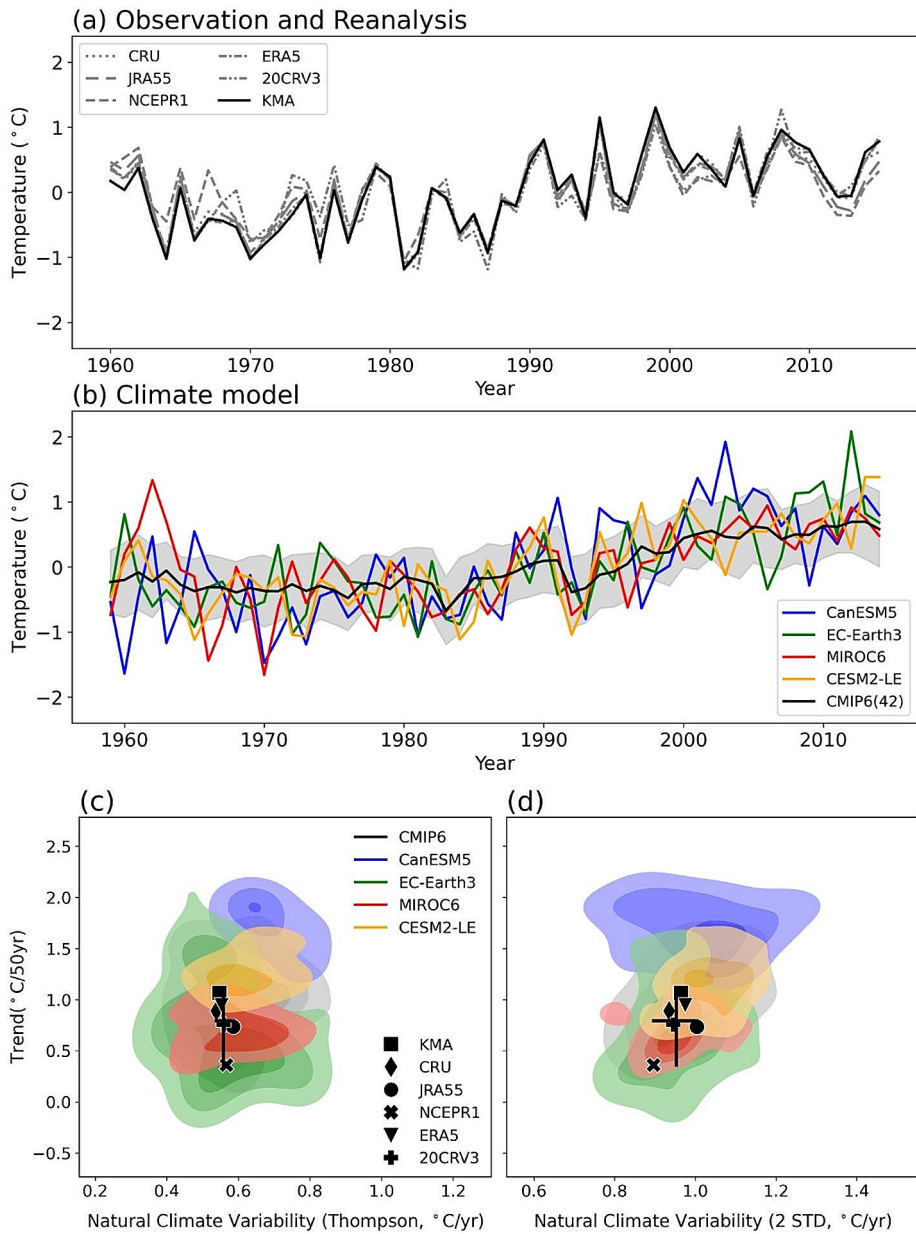 (a) Observation and Reanalysis
CRU
JRA55
NCEPR1
ERA5
20CRV3
KMA
Temperature (°C)
2
1
0
−1
−2
1960 1970 1980 1990 2000 2010
Year
(b) Climate model
Temperature (°C)
2
1
0
−1
−2
CanESM5
EC-Earth3
MIROC6
CESM2-LE
CMIP6(42)
1960 1970 1980 1990 2000 2010
Year
(c)
Trend(°C/50yr)
2.5
2.0
1.5
1.0
0.5
0.0
−0.5
CMIP6
CanESM5
EC-Earth3
MIROC6
CESM2-LE
KMA
CRU
JRA55
NCEPR1
ERA5
20CRV3
0.2 0.4 0.6 0.8 1.0 1.2
Natural Climate Variability (Thompson, °C/yr)
(d)
0.6 0.8 1.0 1.2 1.4
Natural Climate Variability (2 STD, °C/yr)